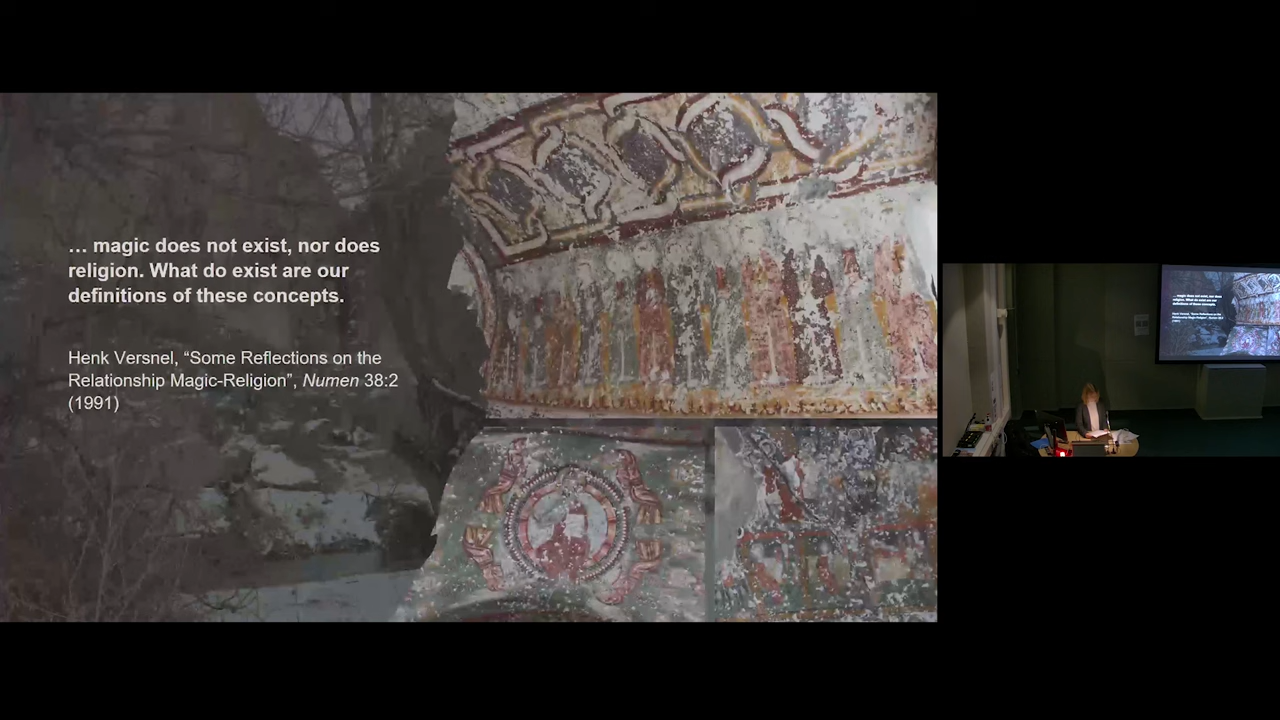 … magic does not exist, nor does
religion. What do exist are our
definitions of these concepts.
Henk Versnel, “Some Reflections on the
Relationship Magic-Religion”, Numen 38:2
(1991)